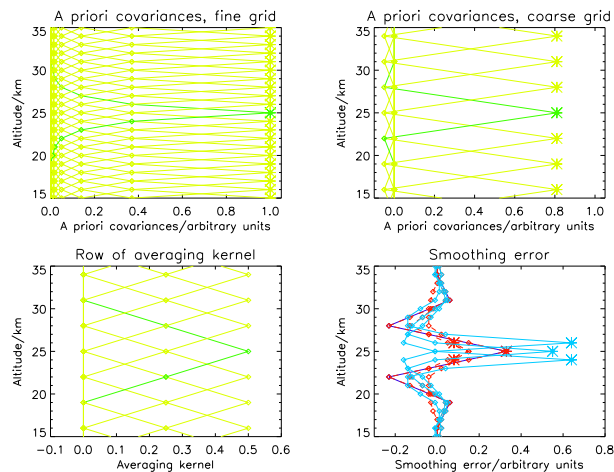 A priori covariances, fine grid
A priori covariances, coarse grid
35
30
25
20
15
Altitude/km
0.0 0.2 0.4 0.6 0.8 1.0
A priori covariances/arbitrary units
35
30
25
20
15
Altitude/km
0.0 0.2 0.4 0.6 0.8 1.0
A priori covariances/arbitrary units
Row of averaging kernel
Smoothing error
35
30
25
20
15
Altitude/km
-0.1 0.0 0.1 0.2 0.3 0.4 0.5 0.6
Averaging kernel
35
30
25
20
15
Altitude/km
-0.2 0.0 0.2 0.4 0.6 0.8
Smoothing error/arbitrary units